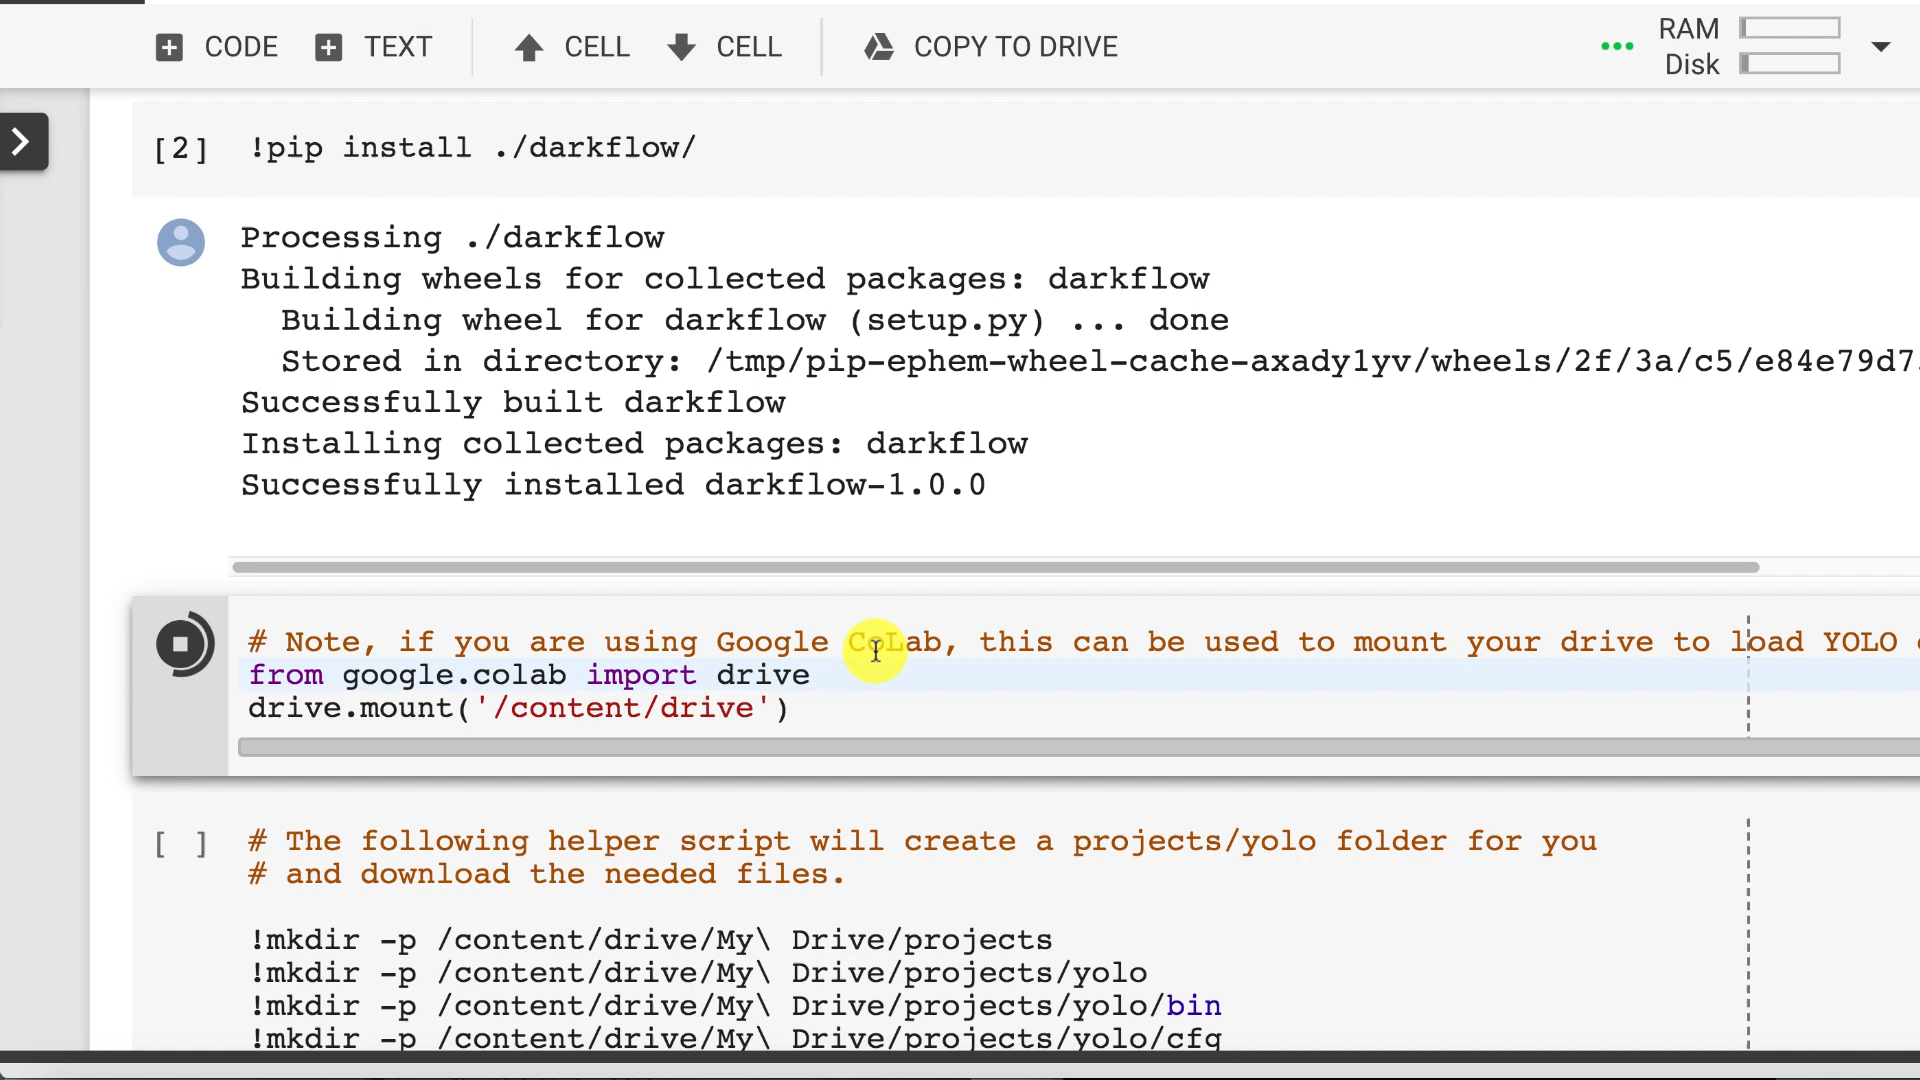 CODE TEXT CELL CELL COPY TO DRIVE RAM
Disk
[2] !pip install ./darkflow/
Processing ./darkflow
Building wheels for collected packages: darkflow
Building wheel for darkflow (setup.py) ... done
Stored in directory: /tmp/pip-ephem-wheel-cache-axady1yv/wheels/2f/3a/c5/e84e79d7
Successfully built darkflow
Installing collected packages: darkflow
Successfully installed darkflow-1.0.0
# Note, if you are using Google CoLab, this can be used to mount your drive to load YOLO
from google.colab import drive
drive.mount('/content/drive')
[ ] # The following helper script will create a projects/yolo folder for you
# and download the needed files.
!mkdir -p /content/drive/My\ Drive/projects
!mkdir -p /content/drive/My\ Drive/projects/yolo
!mkdir -p /content/drive/My\ Drive/projects/yolo/bin
!mkdir -p /content/drive/My\ Drive/projects/yolo/cfg